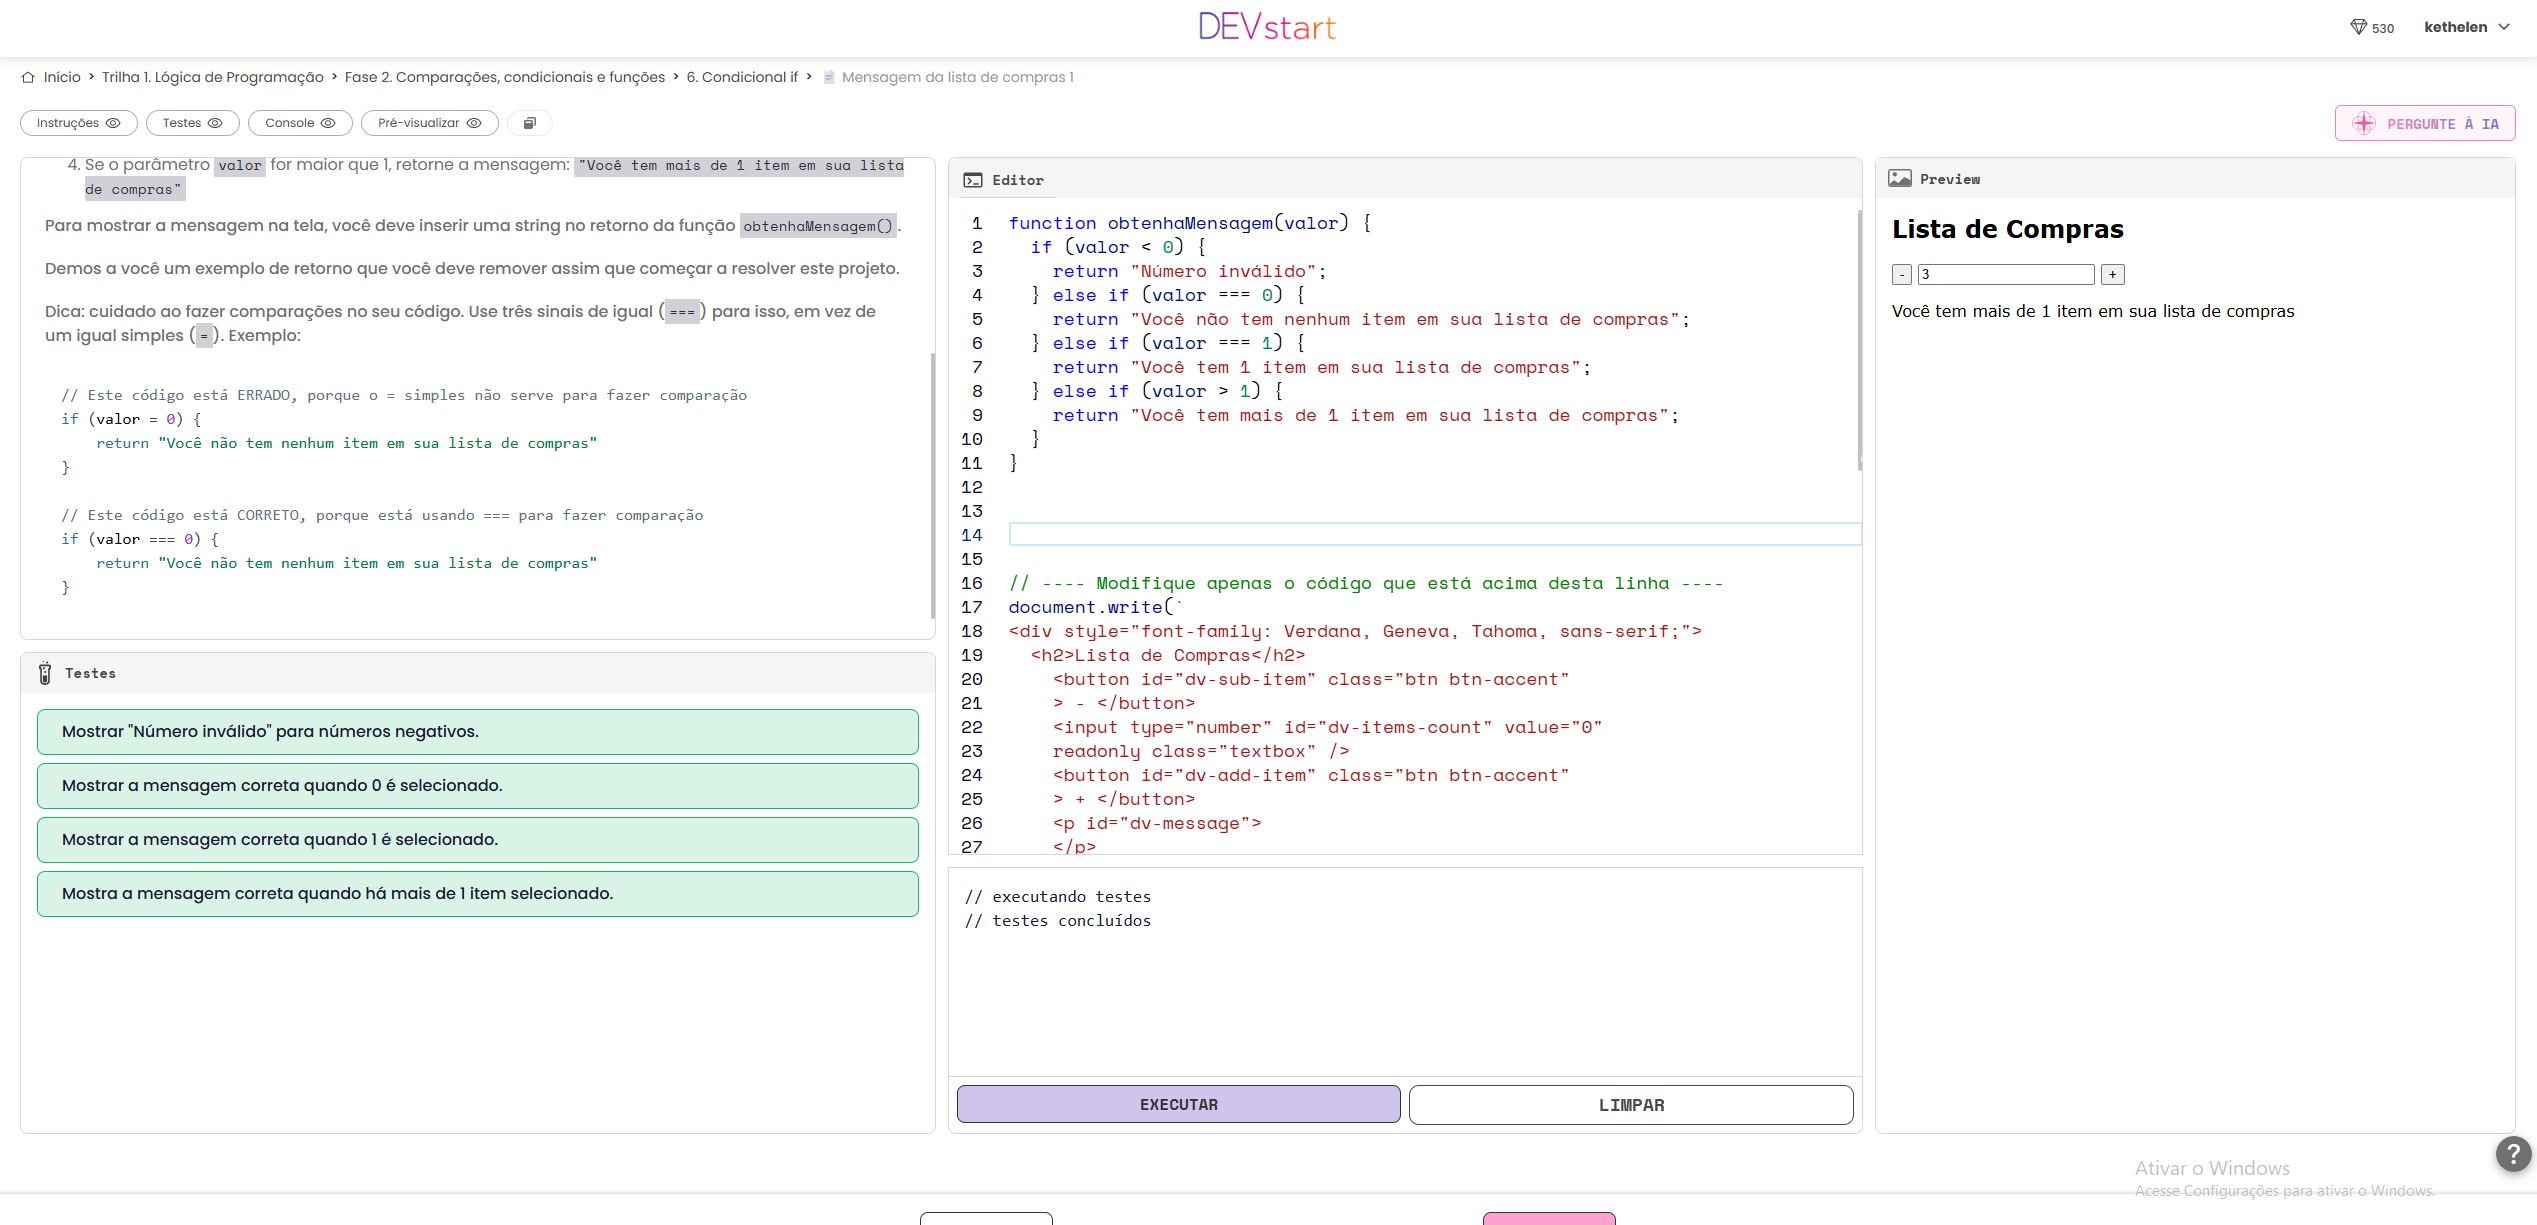 DEVstart
530
kethelen
Início > Trilha 1. Lógica de Programação > Fase 2. Comparações, condicionais e funções > 6. Condicional if > Mensagem da lista de compras 1
Instruções
Testes
Console
Pré-visualizar
PERGUNTE À IA
4. Se o parâmetro valor for maior que 1, retorne a mensagem: "Você tem mais de 1 item em sua lista
de compras"
Para mostrar a mensagem na tela, você deve inserir uma string no retorno da função obtenhaMensagem().
Demos a você um exemplo de retorno que você deve remover assim que começar a resolver este projeto.
Dica: cuidado ao fazer comparações no seu código. Use três sinais de igual (===) para isso, em vez de
um igual simples (=). Exemplo:
// Este código está ERRADO, porque o = simples não serve para fazer comparação
if (valor = 0) {
    return "Você não tem nenhum item em sua lista de compras"
}
// Este código está CORRETO, porque está usando === para fazer comparação
if (valor === 0) {
    return "Você não tem nenhum item em sua lista de compras"
}
Testes
Mostrar "Número inválido" para números negativos.
Mostrar a mensagem correta quando 0 é selecionado.
Mostrar a mensagem correta quando 1 é selecionado.
Mostra a mensagem correta quando há mais de 1 item selecionado.
Editor
1 function obtenhaMensagem(valor) {
2   if (valor < 0) {
3     return "Número inválido";
4   } else if (valor === 0) {
5     return "Você não tem nenhum item em sua lista de compras";
6   } else if (valor === 1) {
7     return "Você tem 1 item em sua lista de compras";
8   } else if (valor > 1) {
9     return "Você tem mais de 1 item em sua lista de compras";
10   }
11 }
12
13
14
15
16 // ---- Modifique apenas o código que está acima desta linha ----
17 document.write(`
18 <div style="font-family: Verdana, Geneva, Tahoma, sans-serif;">
19   <h2>Lista de Compras</h2>
20     <button id="dv-sub-item" class="btn btn-accent"
21     > - </button>
22     <input type="number" id="dv-items-count" value="0"
23     readonly class="textbox" />
24     <button id="dv-add-item" class="btn btn-accent"
25     > + </button>
26     <p id="dv-message">
27     </p>
// executando testes
// testes concluídos
EXECUTAR
LIMPAR
Preview
Lista de Compras
- 3 +
Você tem mais de 1 item em sua lista de compras
?
Ativar o Windows
Acesse Configurações para ativar o Windows.